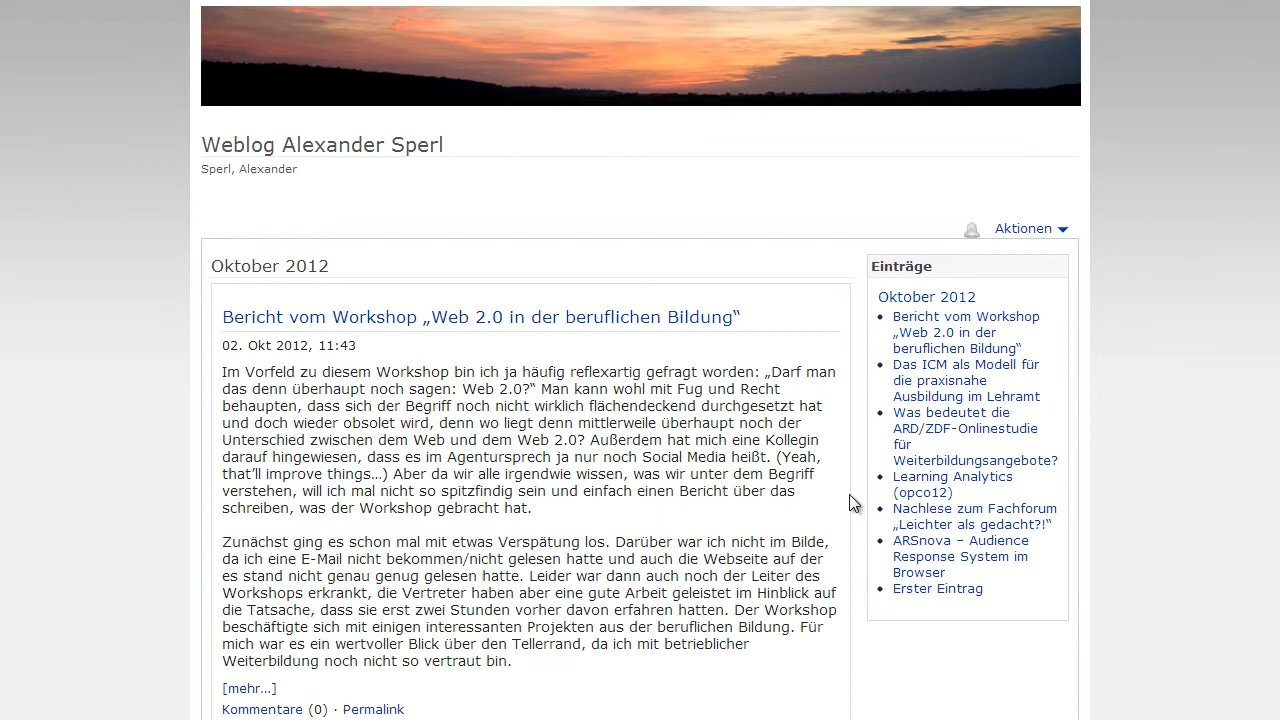 Weblog Alexander Sperl
Sperl, Alexander
Aktionen
Oktober 2012
Bericht vom Workshop „Web 2.0 in der beruflichen Bildung“
02. Okt 2012, 11:43
Im Vorfeld zu diesem Workshop bin ich ja häufig reflexartig gefragt worden: „Darf man
das denn überhaupt noch sagen: Web 2.0?“ Man kann wohl mit Fug und Recht
behaupten, dass sich der Begriff noch nicht wirklich flächendeckend durchgesetzt hat
und doch wieder obsolet wird, denn wo liegt denn mittlerweile überhaupt noch der
Unterschied zwischen dem Web und dem Web 2.0? Außerdem hat mich eine Kollegin
darauf hingewiesen, dass es im Agentursprech ja nur noch Social Media heißt. (Yeah,
that’ll improve things…) Aber da wir alle irgendwie wissen, was wir unter dem Begriff
verstehen, will ich mal nicht so spitzfindig sein und einfach einen Bericht über das
schreiben, was der Workshop gebracht hat.
Zunächst ging es schon mal mit etwas Verspätung los. Darüber war ich nicht im Bilde,
da ich eine E-Mail nicht bekommen/nicht gelesen hatte und auch die Webseite auf der
es stand nicht genau genug gelesen hatte. Leider war dann auch noch der Leiter des
Workshops erkrankt, die Vertreter haben aber eine gute Arbeit geleistet im Hinblick auf
die Tatsache, dass sie erst zwei Stunden vorher davon erfahren hatten. Der Workshop
beschäftigte sich mit einigen interessanten Projekten aus der beruflichen Bildung. Für
mich war es ein wertvoller Blick über den Tellerrand, da ich mit betrieblicher
Weiterbildung noch nicht so vertraut bin.
[mehr…]
Kommentare (0) · Permalink
Einträge
Oktober 2012
Bericht vom Workshop
„Web 2.0 in der
beruflichen Bildung“
Das ICM als Modell für
die praxisnahe
Ausbildung im Lehramt
Was bedeutet die
ARD/ZDF-Onlinestudie
für
Weiterbildungsangebote?
Learning Analytics
(opco12)
Nachlese zum Fachforum
„Leichter als gedacht?!“
ARSnova – Audience
Response System im
Browser
Erster Eintrag